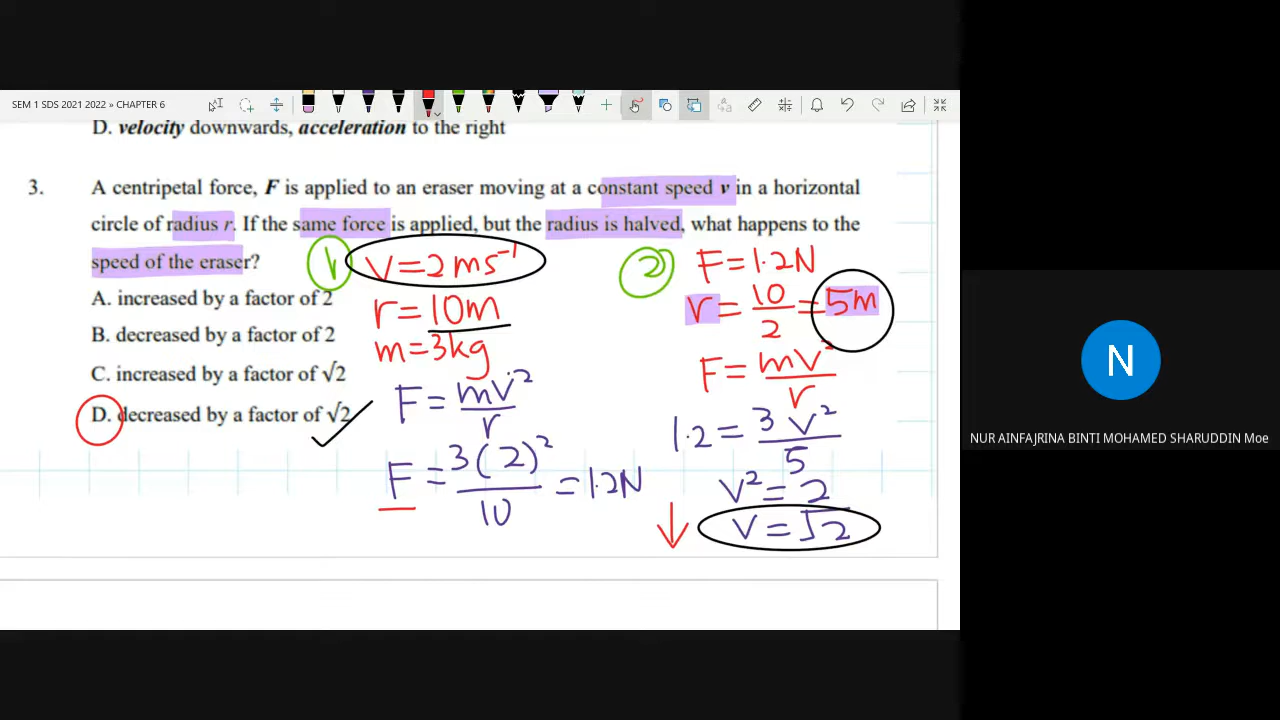 SEM 1 SDS 2021 2022 > CHAPTER 6
D. velocity downwards, acceleration to the right
3. A centripetal force, F is applied to an eraser moving at a constant speed v in a horizontal
circle of radius r. If the same force is applied, but the radius is halved, what happens to the
speed of the eraser?
A. increased by a factor of 2
B. decreased by a factor of 2
C. increased by a factor of √2
D. decreased by a factor of √2
1 v = 2ms⁻¹
r = 10m
m = 3kg
F = mv²/r
F = 3(2)²/10 = 1.2N
2 F = 1.2N
r = 10/2 = 5m
F = mv²/r
1.2 = 3v²/5
v² = 2
v = √2
N
NUR AINFAJRINA BINTI MOHAMED SHARUDDIN Moe